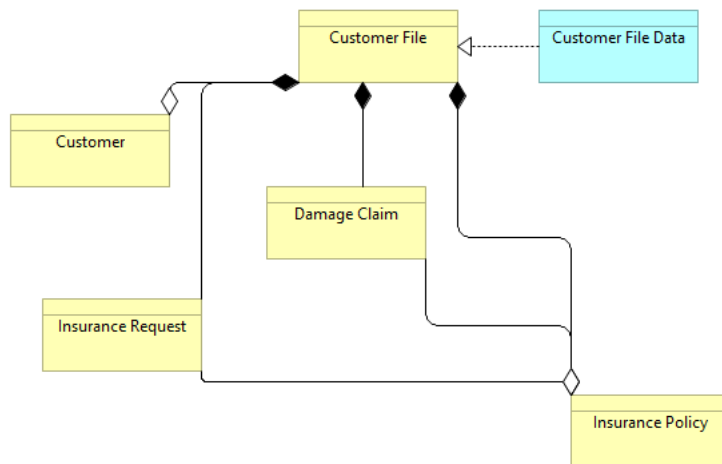 Customer File
Customer File Data
Customer
Damage Claim
Insurance Request
Insurance Policy